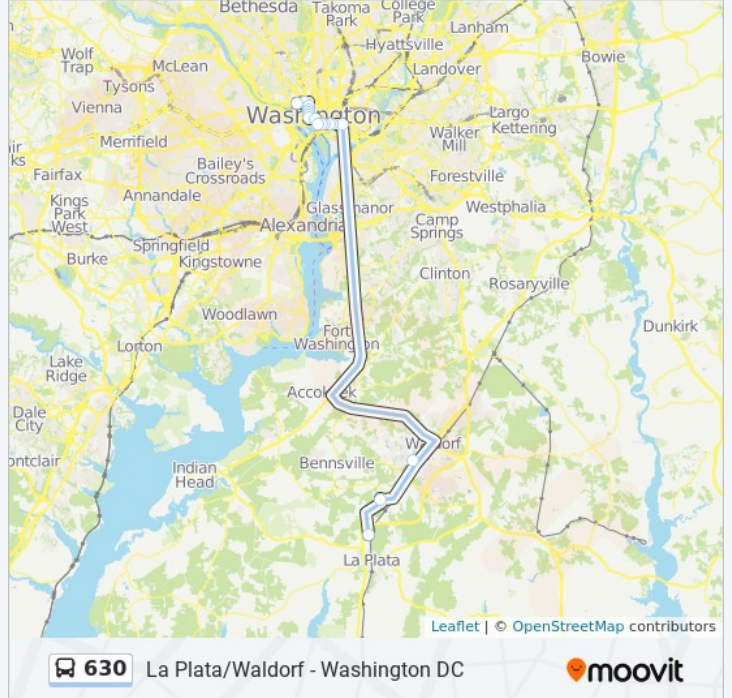 Bethesda
Takoma
Park
College
Park
Lanham
Hyattsville
Wolf
Trap
McLean
Landover
Bowie
Tysons
Vienna
Washington
Largo
Kettering
Merrifield
Walker
Mill
Fairfax
Bailey's
Crossroads
Forestville
Annandale
Kings
Park
West
Glassmanor
Westphalia
Alexandria
Camp
Springs
Springfield
Burke
Kingstowne
Clinton
Rosaryville
Woodlawn
Fort
Washington
Dunkirk
Lorton
Lake
Ridge
Accokeek
Dale
City
Waldorf
ontclair
Indian
Head
Bennsville
La Plata
Leaflet | © OpenStreetMap contributors
630 La Plata/Waldorf - Washington DC
moovit